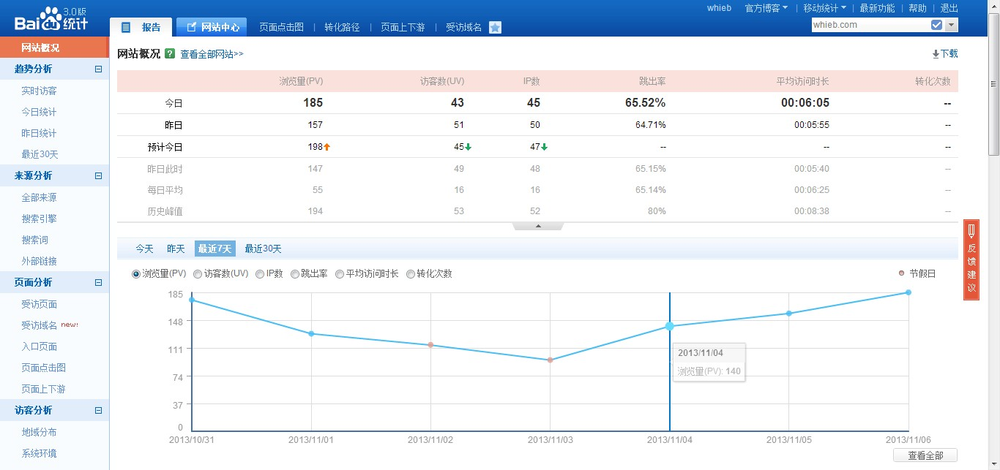 whieb 官方博客 | 移动统计 | 最新功能 | 帮助 | 退出
Bai du 统计 3.0版
报告 网站中心 页面点击图 | 转化路径 | 页面上下游 | 受访域名
whieb.com
网站概况
趋势分析
实时访客
今日统计
昨日统计
最近30天
来源分析
全部来源
搜索引擎
搜索词
外部链接
页面分析
受访页面
受访域名 new!
入口页面
页面点击图
页面上下游
访客分析
地域分布
系统环境
网站概况 ? 查看全部网站>> 下载
浏览量(PV) 访客数(UV) IP数 跳出率 平均访问时长 转化次数
今日 185 43 45 65.52% 00:06:05 --
昨日 157 51 50 64.71% 00:05:55 --
预计今日 198 45 47 -- -- --
昨日此时 147 49 48 65.15% 00:05:40 --
每日平均 55 16 16 65.14% 00:06:25 --
历史峰值 194 53 52 80% 00:08:38 --
今天 昨天 最近7天 最近30天
浏览量(PV) 访客数(UV) IP数 跳出率 平均访问时长 转化次数 节假日
185
148
111
74
37
0
2013/11/04
浏览量(PV): 140
2013/10/31 2013/11/01 2013/11/02 2013/11/03 2013/11/04 2013/11/05 2013/11/06
查看全部
反馈建议